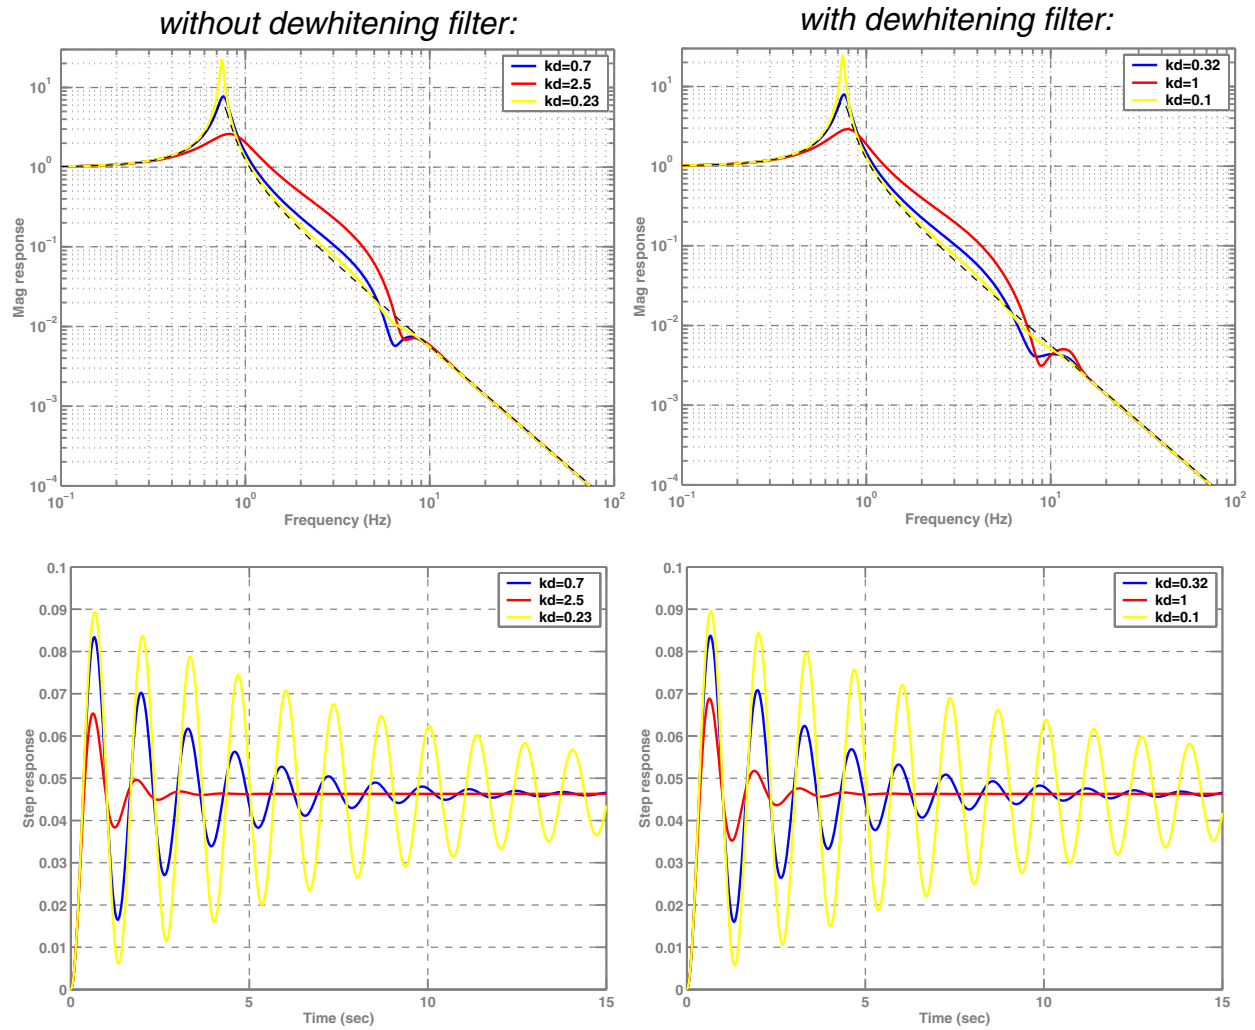 without dewhitening filter:
with dewhitening filter:
kd=0.7
kd=2.5
kd=0.23
10^1
10^0
10^−1
10^−2
10^−3
10^−4
Mag response
10^−1
10^0
10^1
10^2
Frequency (Hz)
kd=0.32
kd=1
kd=0.1
10^1
10^0
10^−1
10^−2
10^−3
10^−4
Mag response
10^−1
10^0
10^1
10^2
Frequency (Hz)
kd=0.7
kd=2.5
kd=0.23
0.1
0.09
0.08
0.07
0.06
0.05
0.04
0.03
0.02
0.01
0
Step response
0
5
10
15
Time (sec)
kd=0.32
kd=1
kd=0.1
0.1
0.09
0.08
0.07
0.06
0.05
0.04
0.03
0.02
0.01
0
Step response
0
5
10
15
Time (sec)